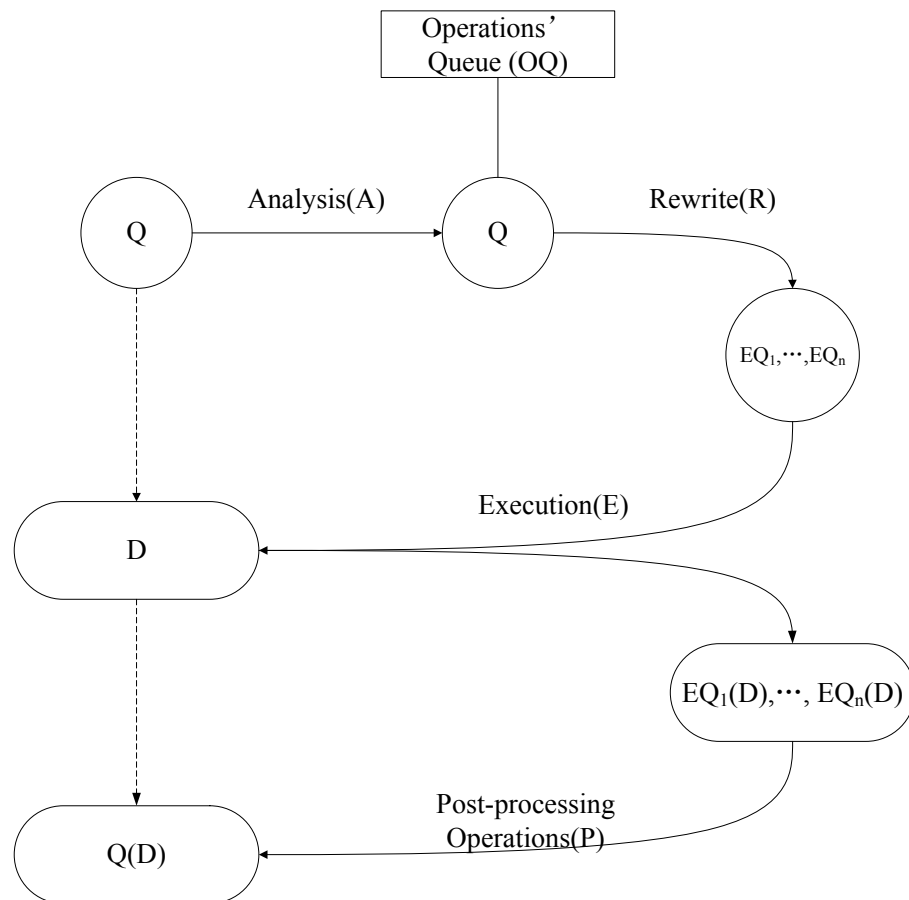 Operations’
Queue (OQ)
Analysis(A)
Rewrite(R)
Q
Q
EQ₁,⋯,EQₙ
Execution(E)
D
EQ₁(D),⋯, EQₙ(D)
Post-processing
Operations(P)
Q(D)